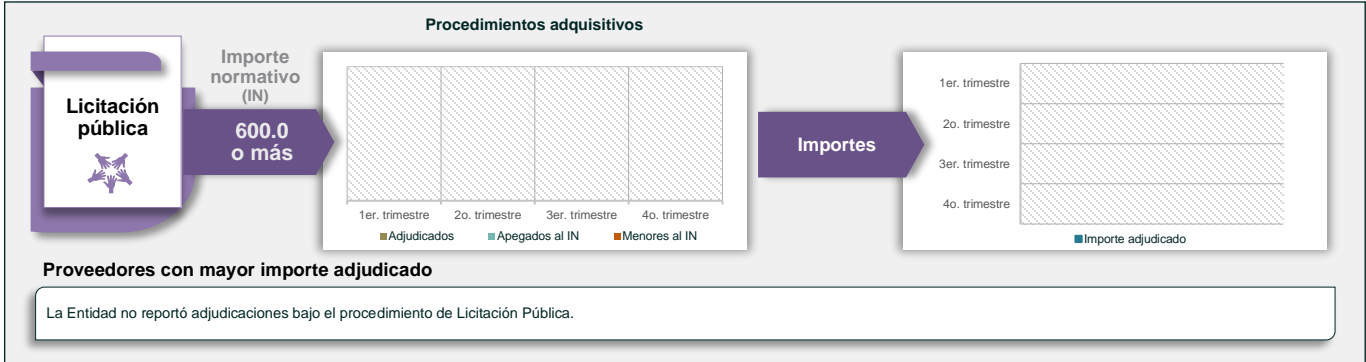 Procedimientos adquisitivos
Licitación
pública
Importe
normativo
(IN)
600.0
o más
1er. trimestre
2o. trimestre
3er. trimestre
4o. trimestre
Adjudicados
Apegados al IN
Menores al IN
Importes
1er. trimestre
2o. trimestre
3er. trimestre
4o. trimestre
Importe adjudicado
Proveedores con mayor importe adjudicado
La Entidad no reportó adjudicaciones bajo el procedimiento de Licitación Pública.